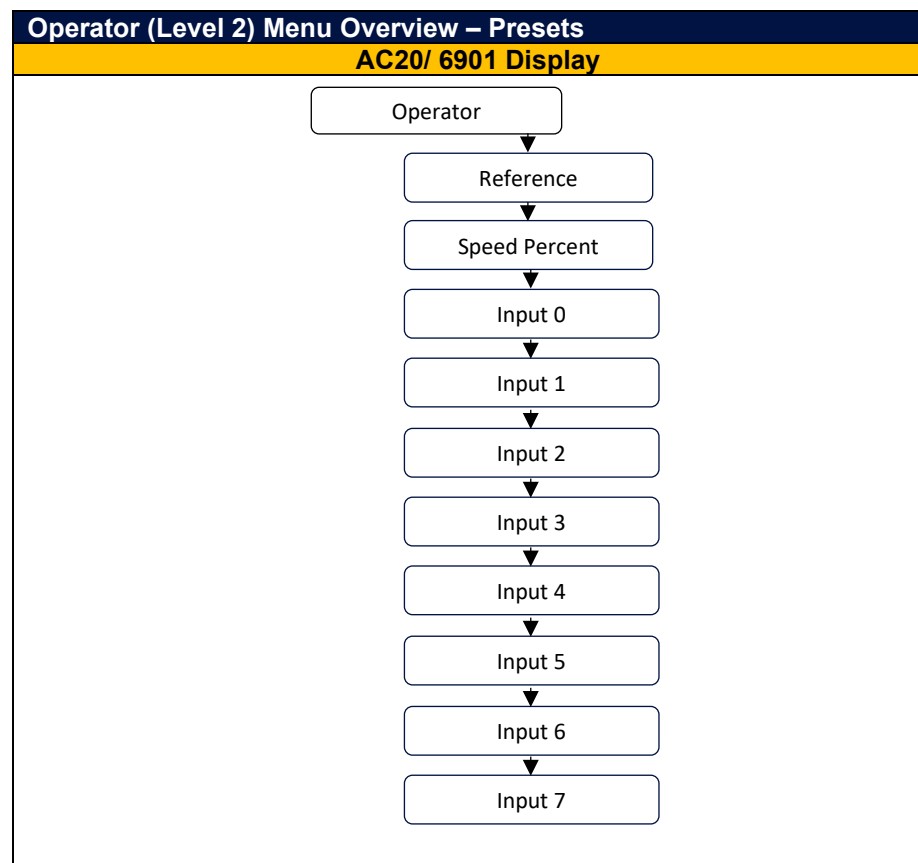 Operator (Level 2) Menu Overview – Presets
AC20/ 6901 Display
Operator
Reference
Speed Percent
Input 0
Input 1
Input 2
Input 3
Input 4
Input 5
Input 6
Input 7